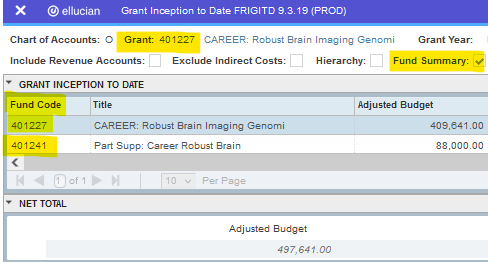 ellucian Grant Inception to Date FRIGITD 9.3.19 (PROD)
Chart of Accounts: O Grant: 401227 CAREER: Robust Brain Imaging Genomi Grant Year:
Include Revenue Accounts: Exclude Indirect Costs: Hierarchy: Fund Summary:
GRANT INCEPTION TO DATE
Fund Code Title Adjusted Budget
401227 CAREER: Robust Brain Imaging Genomi 409,641.00
401241 Part Supp: Career Robust Brain 88,000.00
1 of 1 10 Per Page
NET TOTAL
Adjusted Budget
497,641.00